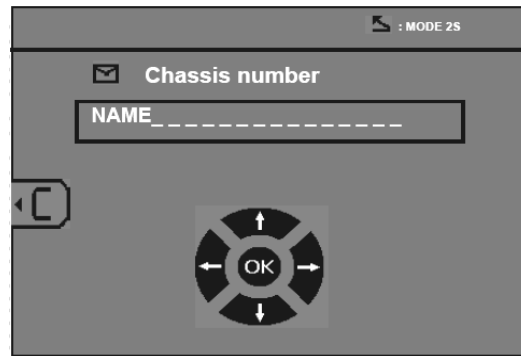 : MODE 2S
Chassis number
NAME_ _ _ _ _ _ _ _ _ _ _ _ _ _ _
C
OK